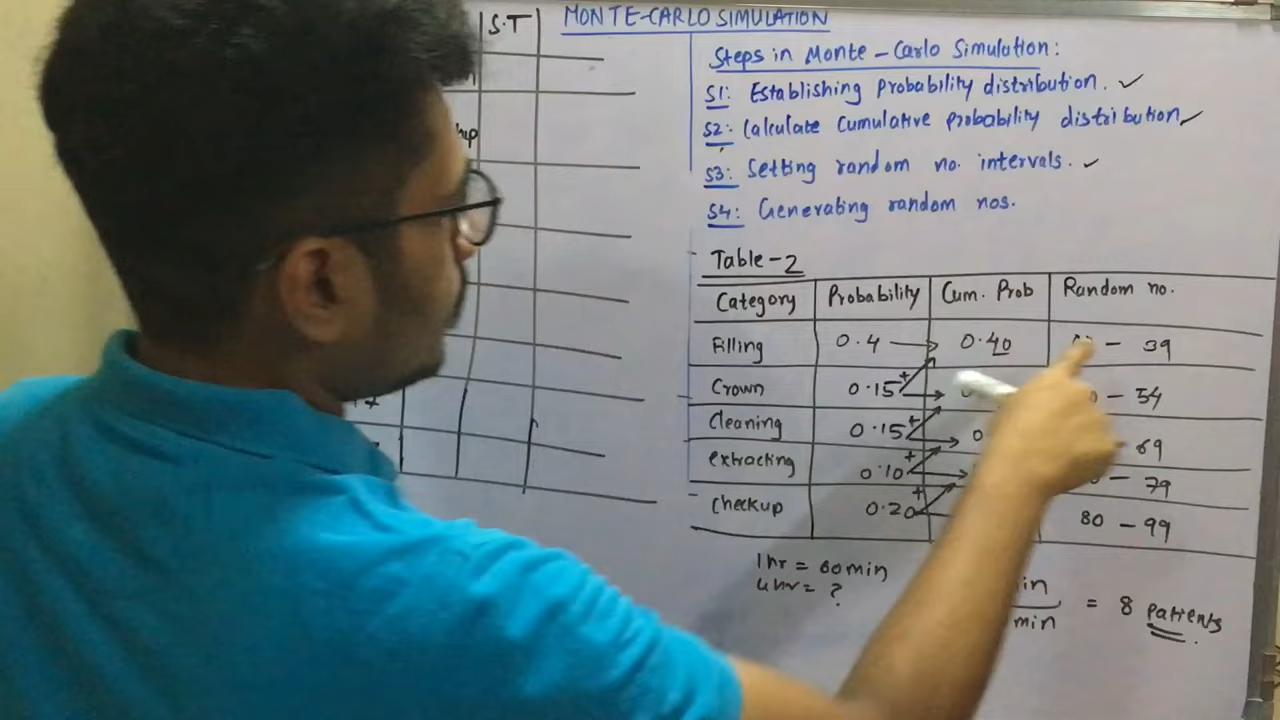 S.T
MONTE-CARLO SIMULATION
Steps in Monte-Carlo Simulation:
S1: Establishing Probability distribution. ✓
S2: Calculate Cumulative probability distribution ✓
S3: Setting random no. intervals. ✓
S4: Generating random nos.
Table-2
Category Probability Cum. Prob Random no.
Filling 0.4 → 0.40 - 39
Crown 0.15 + - 54
Cleaning 0.15 + 69
extracting 0.10 + - 79
Checkup 0.20 + 80 - 99
1hr = 60min
4hr = ?
min = 8 patients.